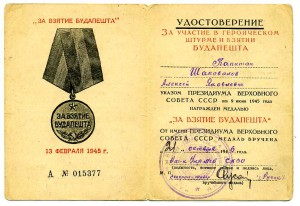 „ЗА ВЗЯТИЕ БУДАПЕШТА"
ЗА ВЗЯТИЕ
БУДАПЕШТА
13 ФЕВРАЛЯ 1945 г.
А № 015377
УДОСТОВЕРЕНИЕ
ЗА УЧАСТИЕ В ГЕРОИЧЕСКОМ
ШТУРМЕ И ВЗЯТИИ
БУДАПЕШТА
Капитан
Шаповалов
Алексей
УКАЗОМ ПРЕЗИДИУМА ВЕРХОВНОГО
СОВЕТА СССР от 9 июня 1945 года
НАГРАЖДЕН МЕДАЛЬЮ
„ЗА ВЗЯТИЕ БУДАПЕШТА"
ОТ ИМЕНИ ПРЕЗИДИУМА ВЕРХОВНОГО
СОВЕТА СССР МЕДАЛЬ ВРУЧЕНА